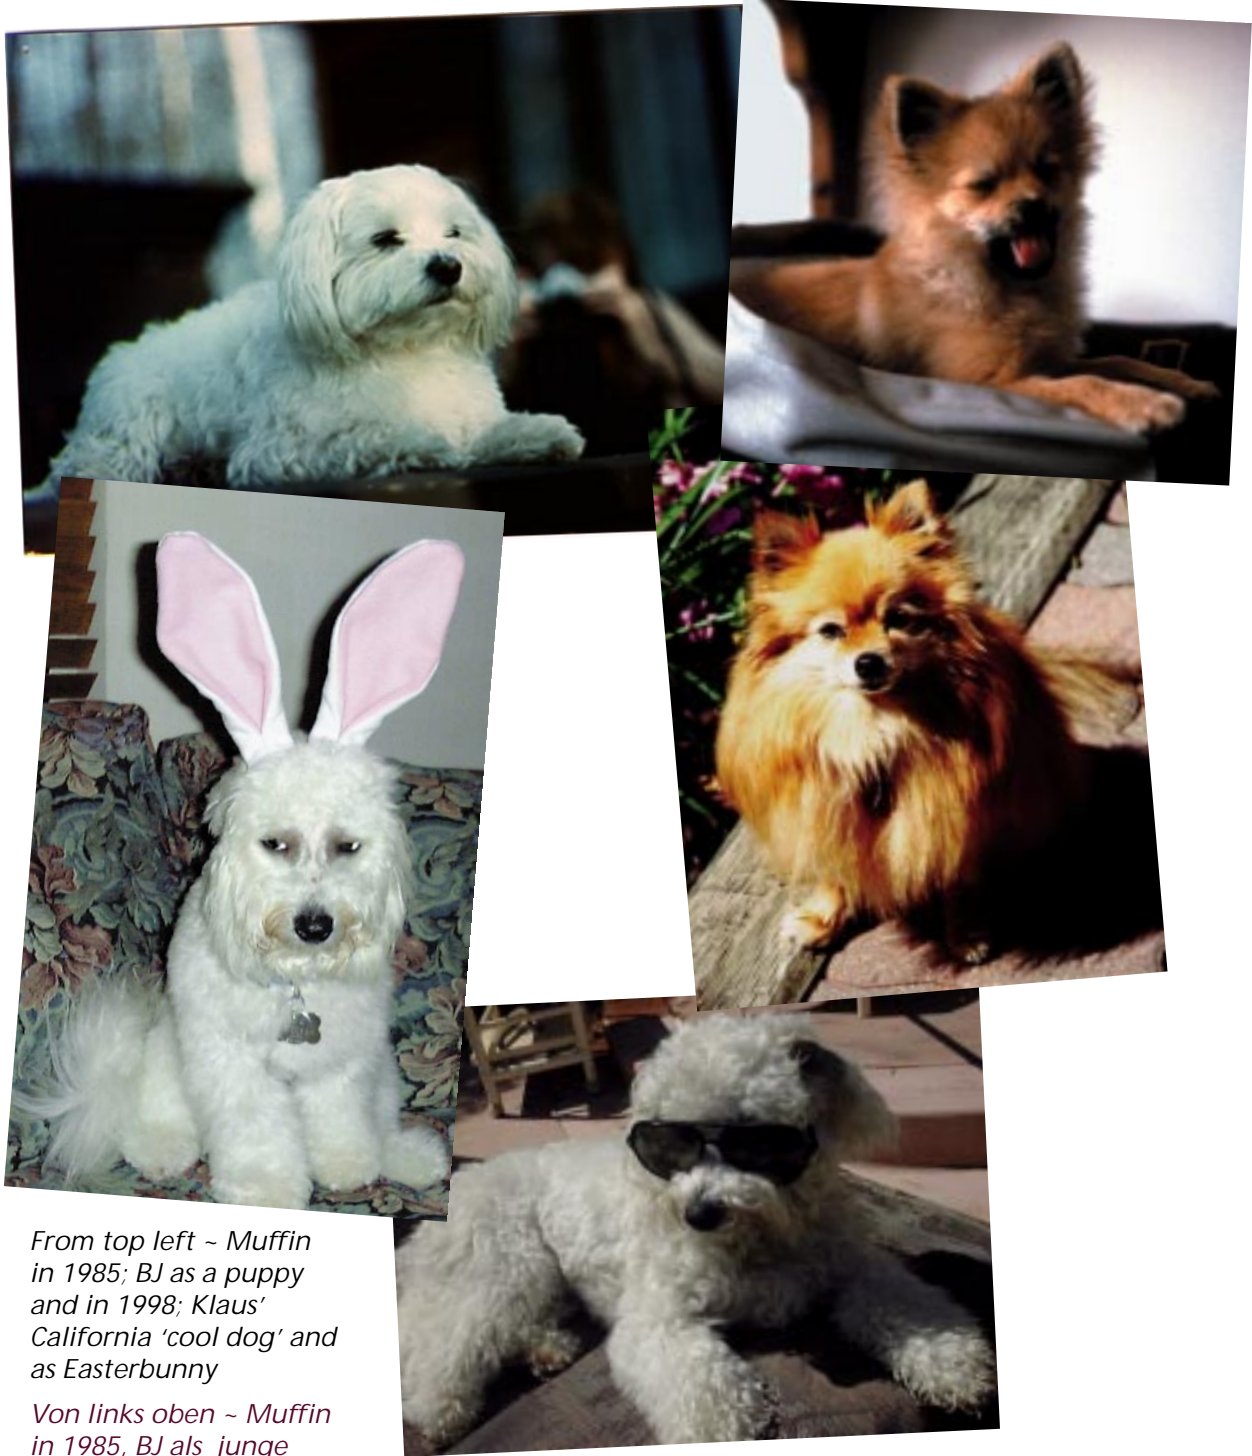 From top left ~ Muffin
in 1985; BJ as a puppy
and in 1998; Klaus’
California ‘cool dog’ and
as Easterbunny
Von links oben ~ Muffin
in 1985, BJ als junge